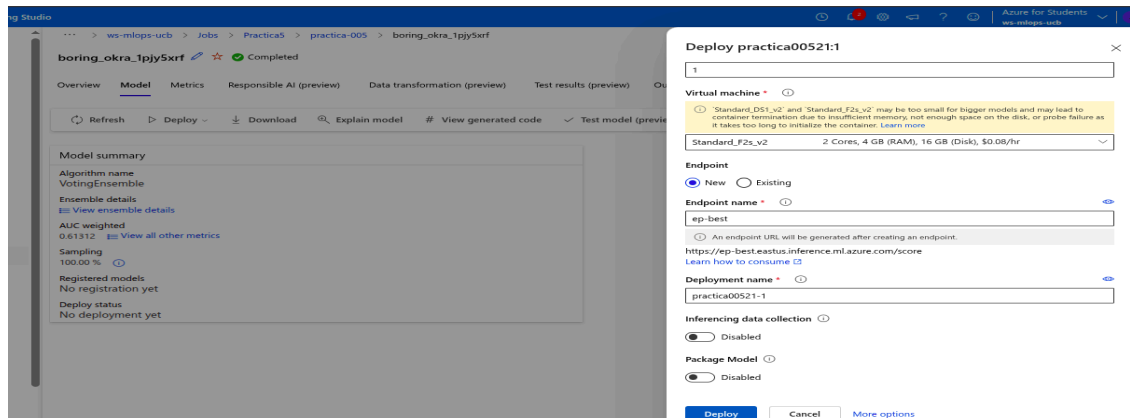 ng Studio
Azure for Students
ws-mlops-ucb
··· > ws-mlops-ucb > Jobs > Practica5 > practica-005 > boring_okra_1pjy5xrf
boring_okra_1pjy5xrf Completed
Overview Model Metrics Responsible AI (preview) Data transformation (preview) Test results (preview) Ou
Refresh Deploy Download Explain model # View generated code Test model (previe
Model summary
Algorithm name
VotingEnsemble
Ensemble details
View ensemble details
AUC weighted
0.61312 View all other metrics
Sampling
100.00 %
Registered models
No registration yet
Deploy status
No deployment yet
Deploy practica00521:1
1
Virtual machine *
'Standard_DS1_v2' and 'Standard_F2s_v2' may be too small for bigger models and may lead to
container termination due to insufficient memory, not enough space on the disk, or probe failure as
it takes too long to initialize the container. Learn more
Standard_F2s_v2 2 Cores, 4 GB (RAM), 16 GB (Disk), $0.08/hr
Endpoint
New Existing
Endpoint name *
ep-best
An endpoint URL will be generated after creating an endpoint.
https://ep-best.eastus.inference.ml.azure.com/score
Learn how to consume
Deployment name *
practica00521-1
Inferencing data collection
Disabled
Package Model
Disabled
Deploy Cancel More options